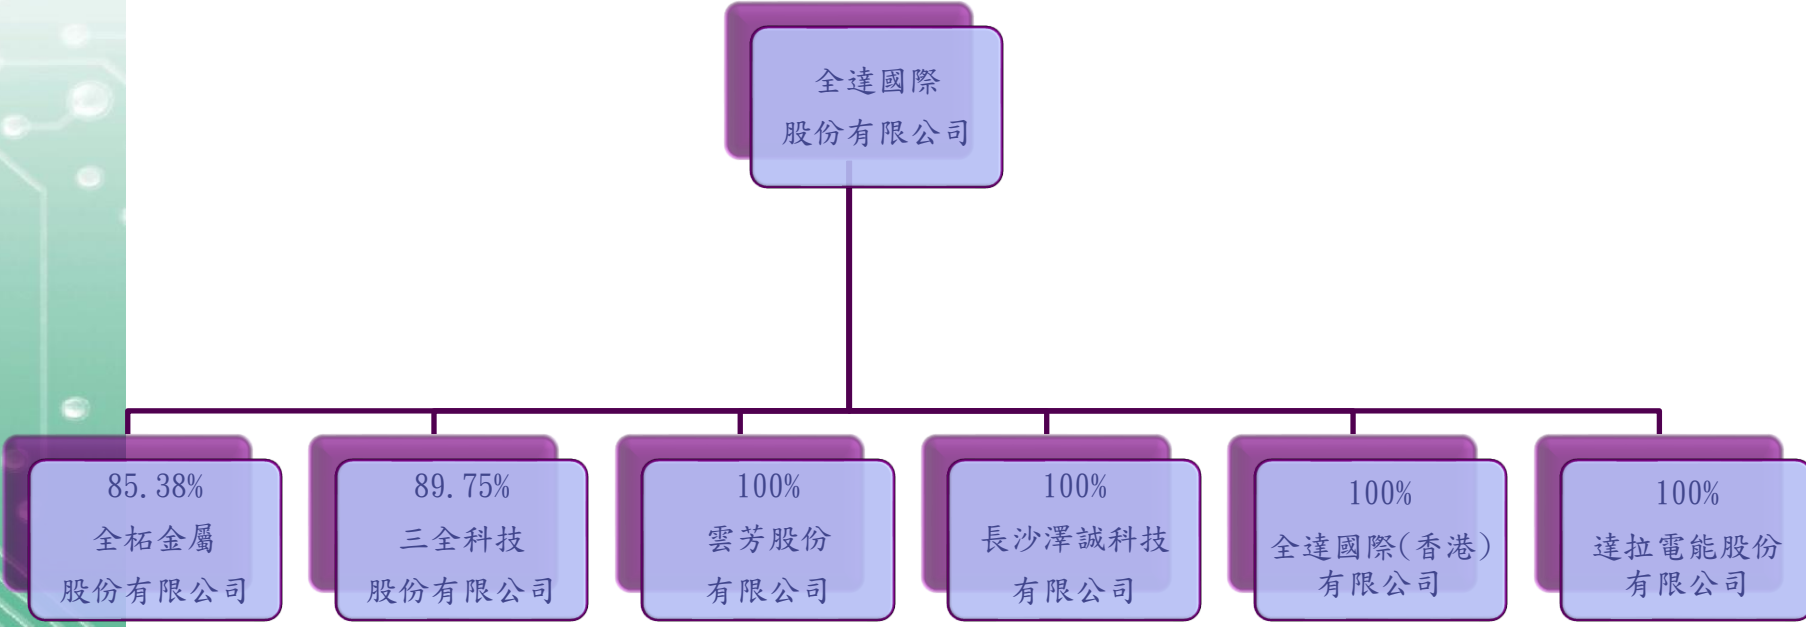 全達國際
股份有限公司
85.38%
全柘金屬
股份有限公司
89.75%
三全科技
股份有限公司
100%
雲芳股份
有限公司
100%
長沙澤誠科技
有限公司
100%
全達國際(香港)
有限公司
100%
達拉電能股份
有限公司